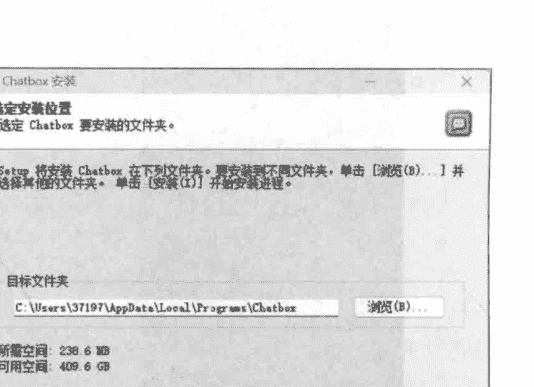 Chatbox 安装
选定安装位置
选定 Chatbox 要安装的文件夹。
Setup 将安装 Chatbox 在下列文件夹。要安装到不同文件夹，单击 [浏览(B)...] 并
选择其他的文件夹。 单击 [安装(I)] 开始安装进程。
目标文件夹
C:\Users\37197\AppData\Local\Programs\Chatbox
浏览(B)...
所需空间: 238.6 MB
可用空间: 409.6 GB